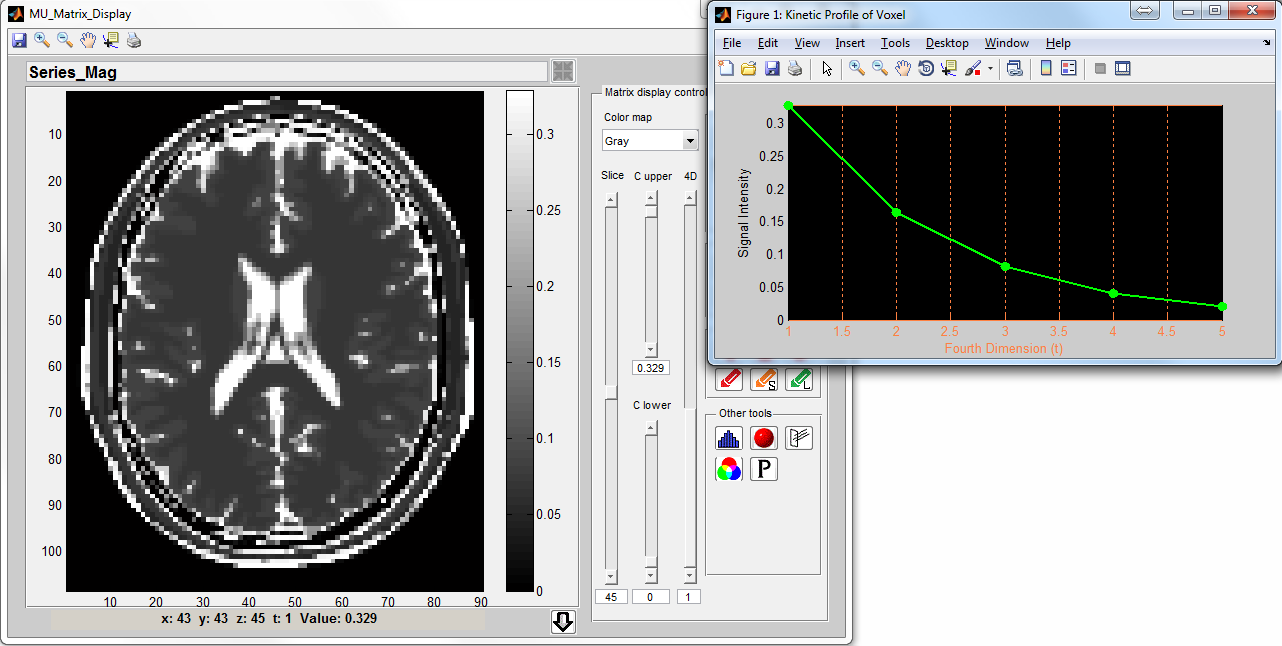 MU_Matrix_Display
Series_Mag
10
20
30
40
50
60
70
80
90
100
10 20 30 40 50 60 70 80 90
0.3
0.25
0.2
0.15
0.1
0.05
0
x: 43 y: 43 z: 45 t: 1 Value: 0.329
Matrix display control
Color map
Gray
Slice C upper 4D
0.329
C lower
45 0 1
S L
Other tools
P
Figure 1: Kinetic Profile of Voxel
File Edit View Insert Tools Desktop Window Help
Signal Intensity
0.3
0.25
0.2
0.15
0.1
0.05
0
1 1.5 2 2.5 3 3.5 4 4.5 5
Fourth Dimension (t)